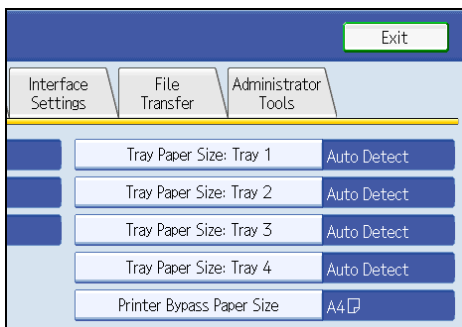 Exit
Interface
Settings
File
Transfer
Administrator
Tools
Tray Paper Size: Tray 1 Auto Detect
Tray Paper Size: Tray 2 Auto Detect
Tray Paper Size: Tray 3 Auto Detect
Tray Paper Size: Tray 4 Auto Detect
Printer Bypass Paper Size A4